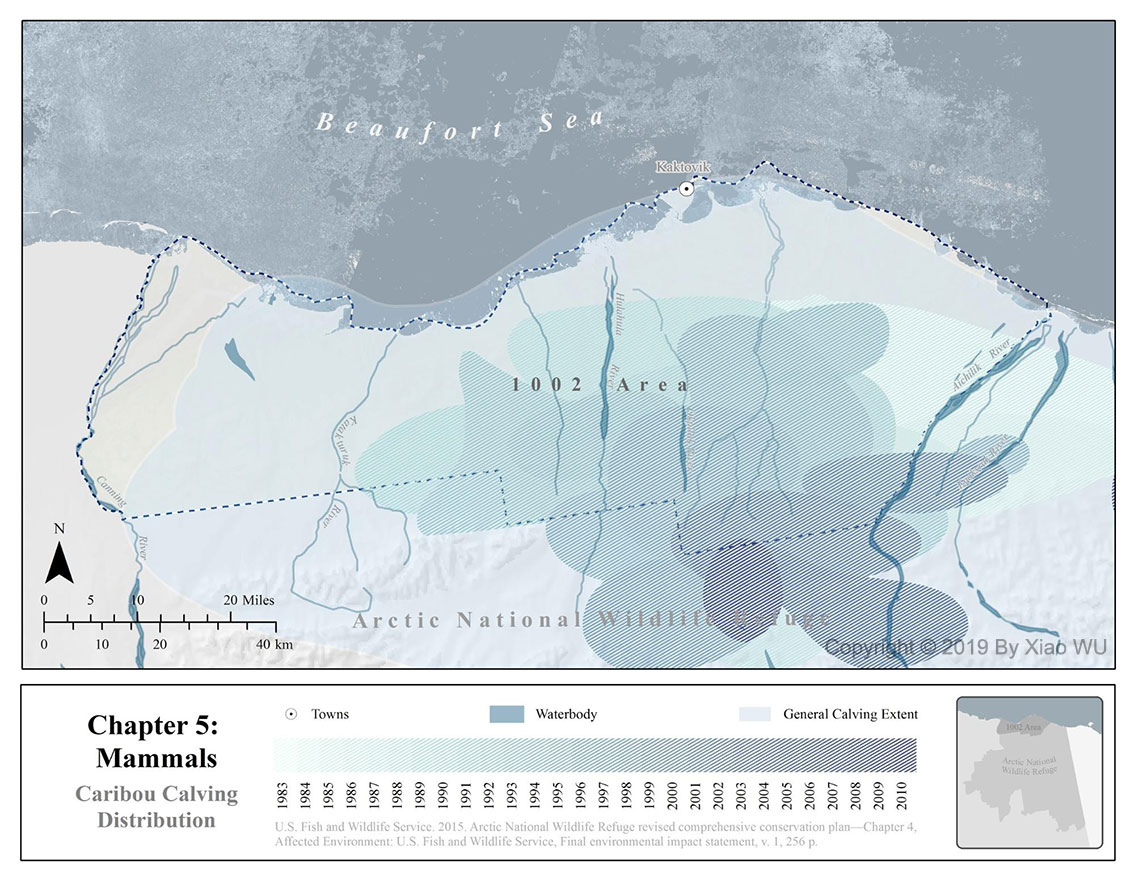 Beaufort Sea
Kaktovik
Hulahula
River
1002 Area
Aichilik River
Katakturuk
River
Canning
River
N
0 5 10 20 Miles
0 10 20 40 km
Arctic National Wildlife Refuge
Copyright © 2019 By Xiao WU
Chapter 5:
Mammals
Caribou Calving
Distribution
Towns
Waterbody
General Calving Extent
1983 1984 1985 1986 1987 1988 1989 1990 1991 1992 1993 1994 1995 1996 1997 1998 1999 2000 2001 2002 2003 2004 2005 2006 2007 2008 2009 2010
U.S. Fish and Wildlife Service. 2015. Arctic National Wildlife Refuge revised comprehensive conservation plan—Chapter 4,
Affected Environment: U.S. Fish and Wildlife Service, Final environmental impact statement, v. 1, 256 p.
1002 Area
Arctic National
Wildlife Refuge